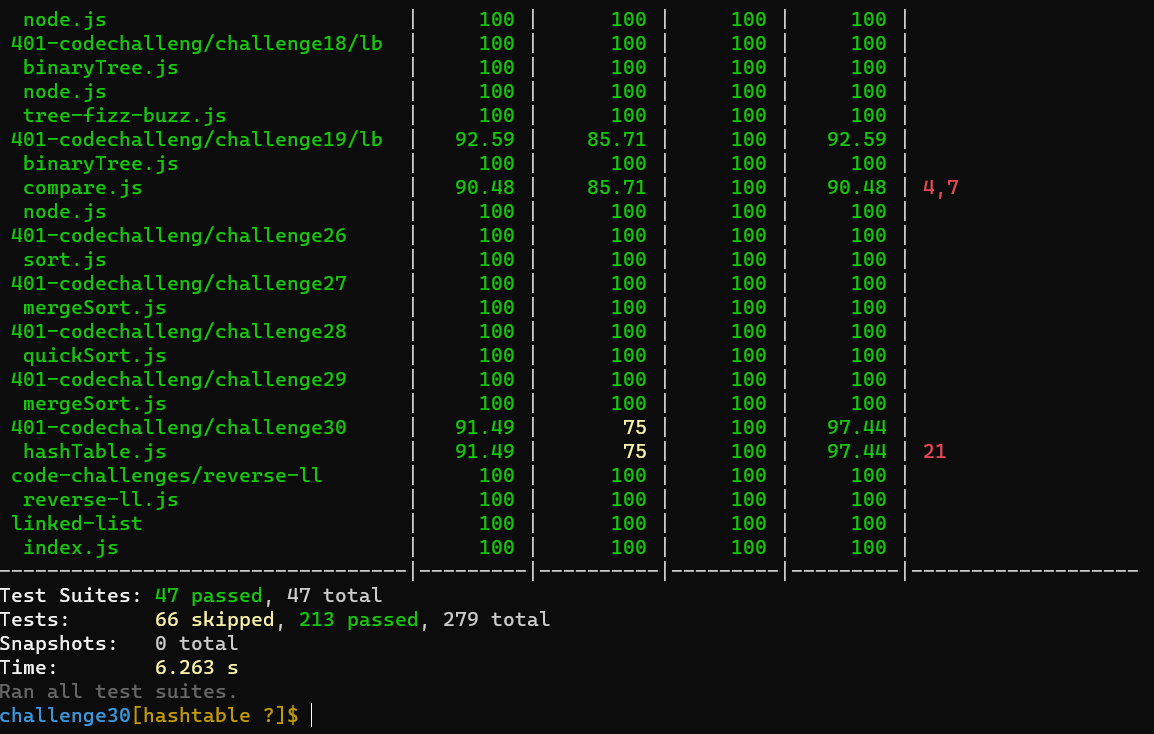 node.js | 100 | 100 | 100 | 100 |
401-codechalleng/challenge18/lb | 100 | 100 | 100 | 100 |
binaryTree.js | 100 | 100 | 100 | 100 |
node.js | 100 | 100 | 100 | 100 |
tree-fizz-buzz.js | 100 | 100 | 100 | 100 |
401-codechalleng/challenge19/lb | 92.59 | 85.71 | 100 | 92.59 |
binaryTree.js | 100 | 100 | 100 | 100 |
compare.js | 90.48 | 85.71 | 100 | 90.48 | 4,7
node.js | 100 | 100 | 100 | 100 |
401-codechalleng/challenge26 | 100 | 100 | 100 | 100 |
sort.js | 100 | 100 | 100 | 100 |
401-codechalleng/challenge27 | 100 | 100 | 100 | 100 |
mergeSort.js | 100 | 100 | 100 | 100 |
401-codechalleng/challenge28 | 100 | 100 | 100 | 100 |
quickSort.js | 100 | 100 | 100 | 100 |
401-codechalleng/challenge29 | 100 | 100 | 100 | 100 |
mergeSort.js | 100 | 100 | 100 | 100 |
401-codechalleng/challenge30 | 91.49 | 75 | 100 | 97.44 |
hashTable.js | 91.49 | 75 | 100 | 97.44 | 21
code-challenges/reverse-ll | 100 | 100 | 100 | 100 |
reverse-ll.js | 100 | 100 | 100 | 100 |
linked-list | 100 | 100 | 100 | 100 |
index.js | 100 | 100 | 100 | 100 |
----------------------------------|---------|----------|---------|---------|-------------------
Test Suites: 47 passed, 47 total
Tests: 66 skipped, 213 passed, 279 total
Snapshots: 0 total
Time: 6.263 s
Ran all test suites.
challenge30[hashtable ?]$